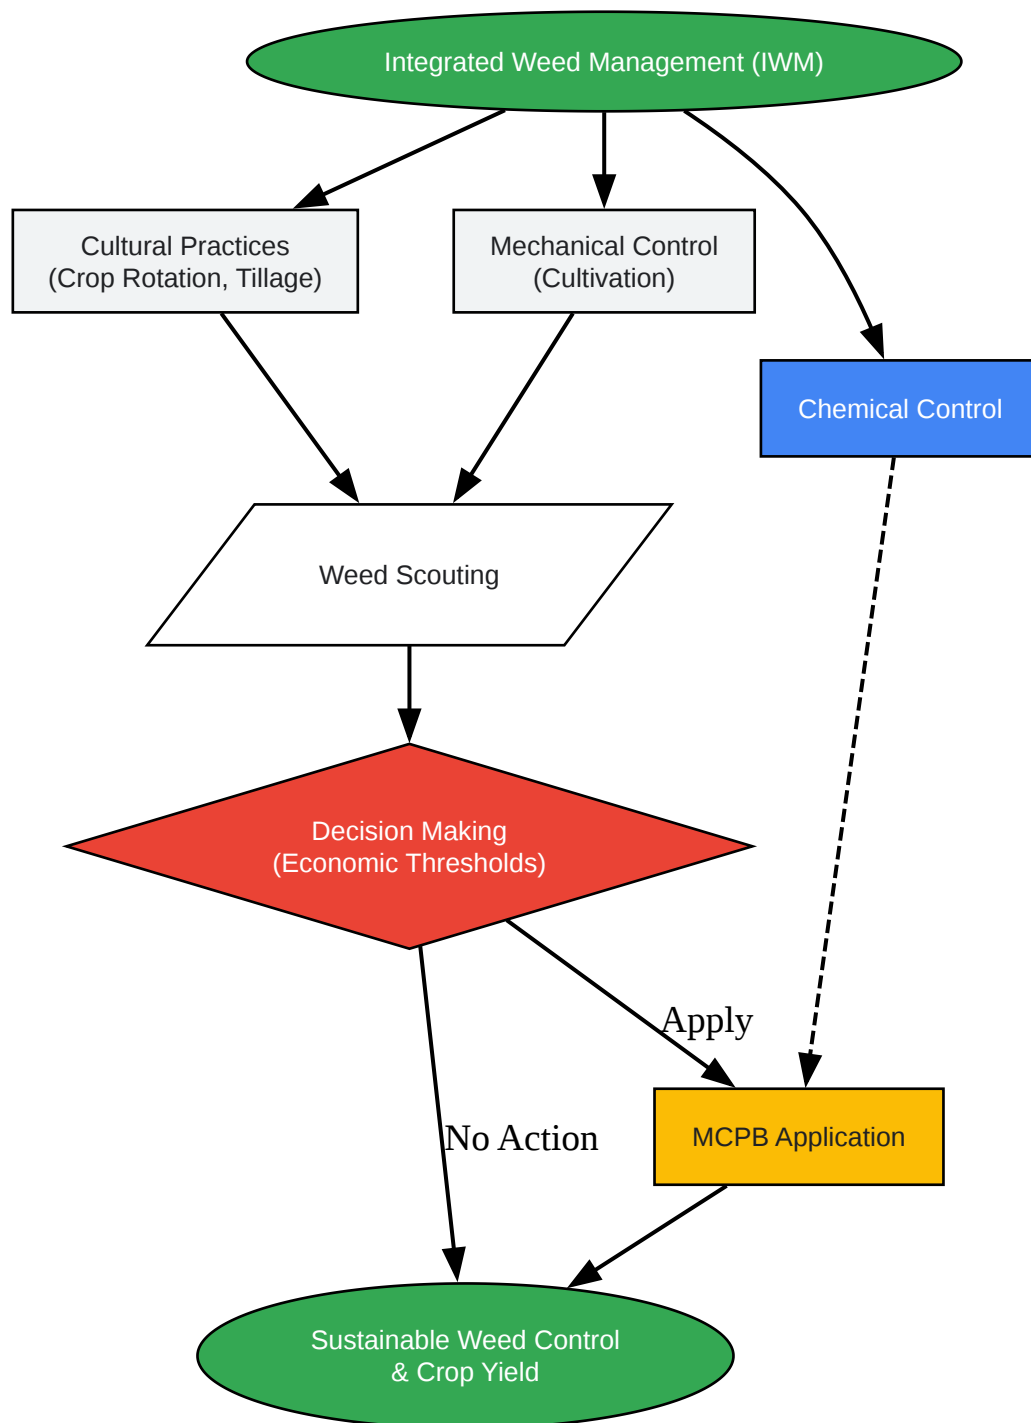 Integrated Weed Management (IWM)
Cultural Practices
(Crop Rotation, Tillage)
Mechanical Control
(Cultivation)
Chemical Control
Weed Scouting
Decision Making
(Economic Thresholds)
Apply
No Action
MCPB Application
Sustainable Weed Control
& Crop Yield